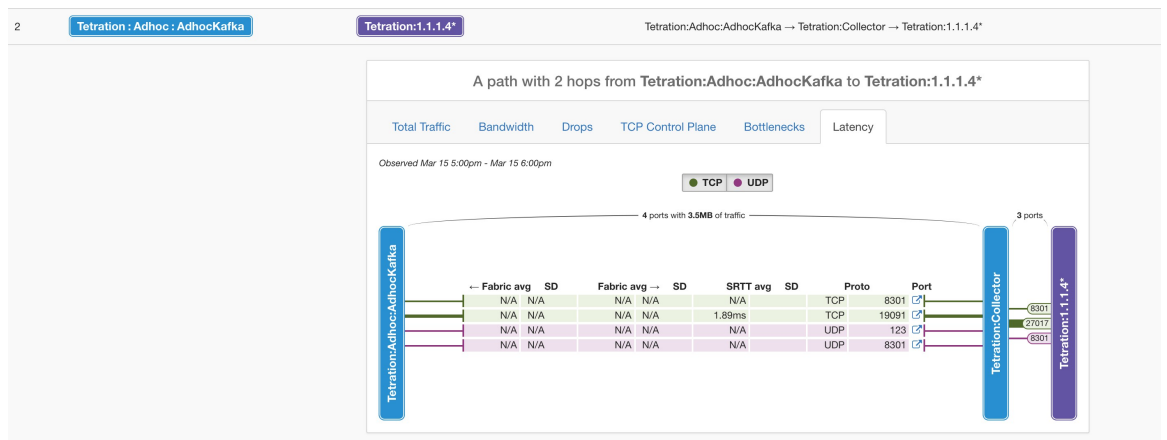 2 Tetration : Adhoc : AdhocKafka Tetration:1.1.1.4* Tetration:Adhoc:AdhocKafka → Tetration:Collector → Tetration:1.1.1.4*
A path with 2 hops from Tetration:Adhoc:AdhocKafka to Tetration:1.1.1.4*
Total Traffic Bandwidth Drops TCP Control Plane Bottlenecks Latency
Observed Mar 15 5:00pm - Mar 15 6:00pm
TCP UDP
4 ports with 3.5MB of traffic 3 ports
Tetration:Adhoc:AdhocKafka
← Fabric avg SD Fabric avg → SD SRTT avg SD Proto Port
N/A N/A N/A N/A N/A TCP 8301
N/A N/A N/A N/A 1.89ms TCP 19091
N/A N/A N/A N/A N/A UDP 123
N/A N/A N/A N/A N/A UDP 8301
Tetration:Collector
8301
27017
8301
Tetration:1.1.1.4*